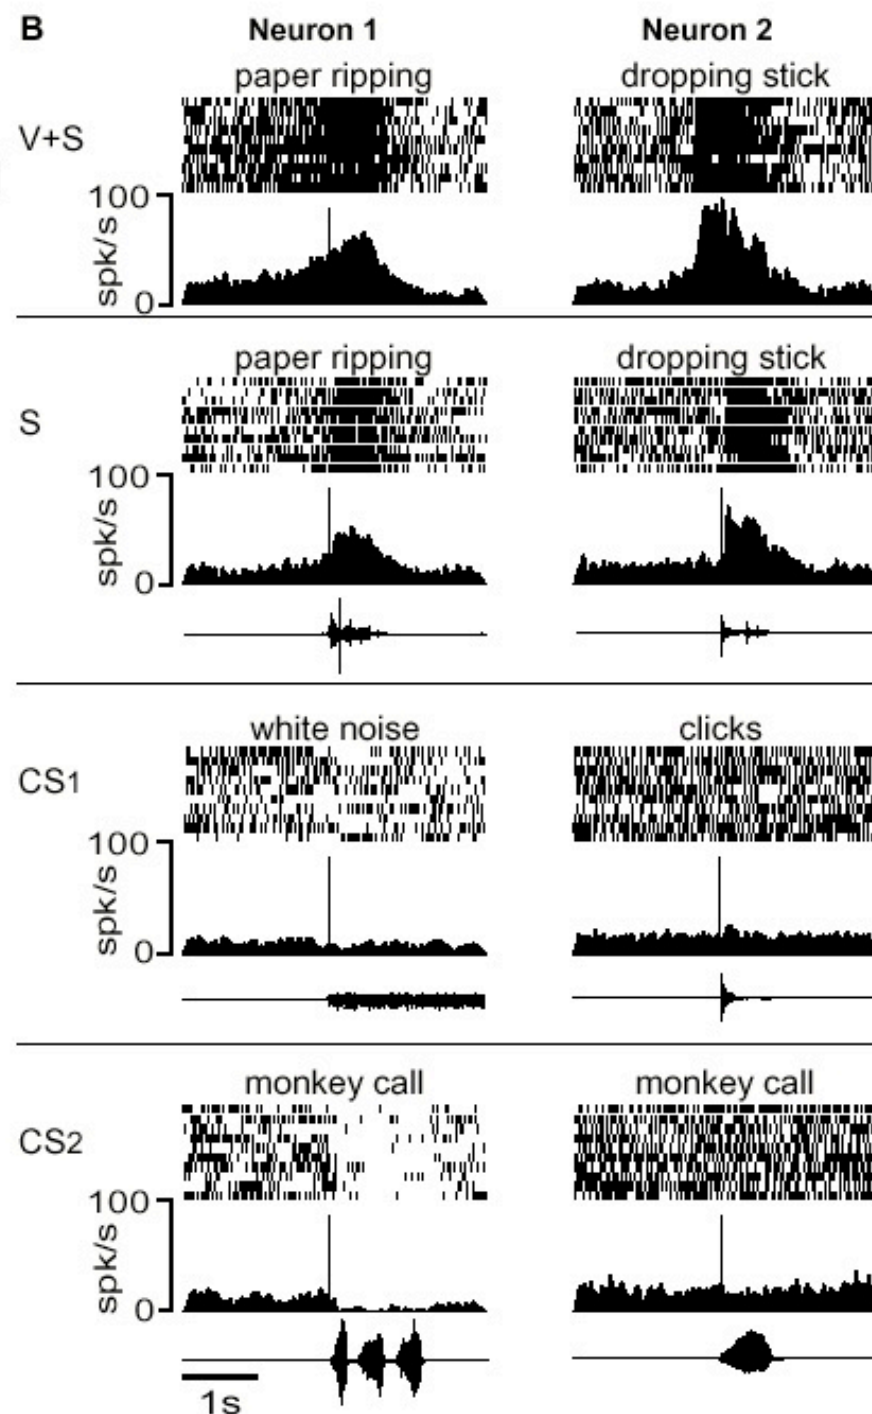 B Neuron 1 Neuron 2
paper ripping dropping stick
V+S
100
spk/s
0
paper ripping dropping stick
S
100
spk/s
0
white noise clicks
CS1
100
spk/s
0
monkey call monkey call
CS2
100
spk/s
0
1s